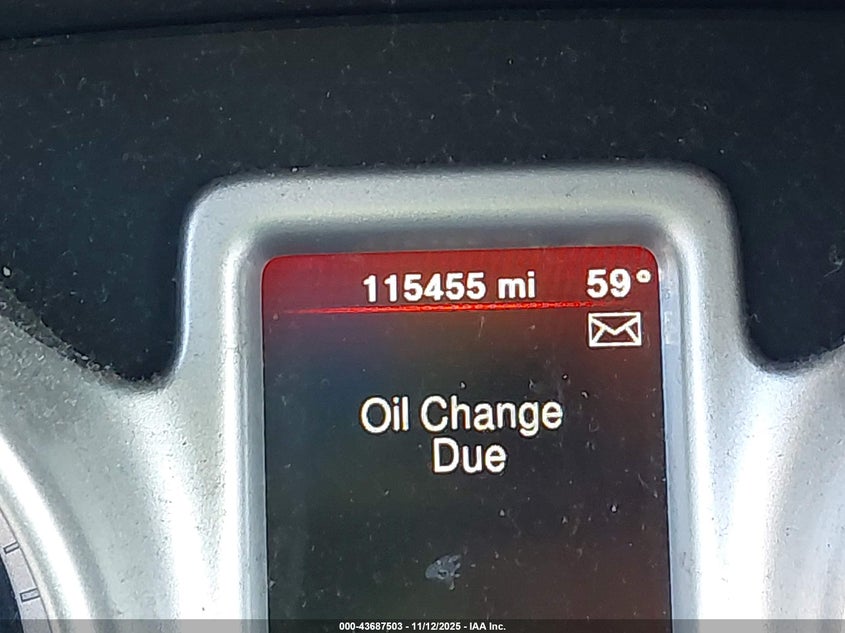 115455 mi 59°
Oil Change
Due
000-43687503 - 11/12/2025 - IAA Inc.